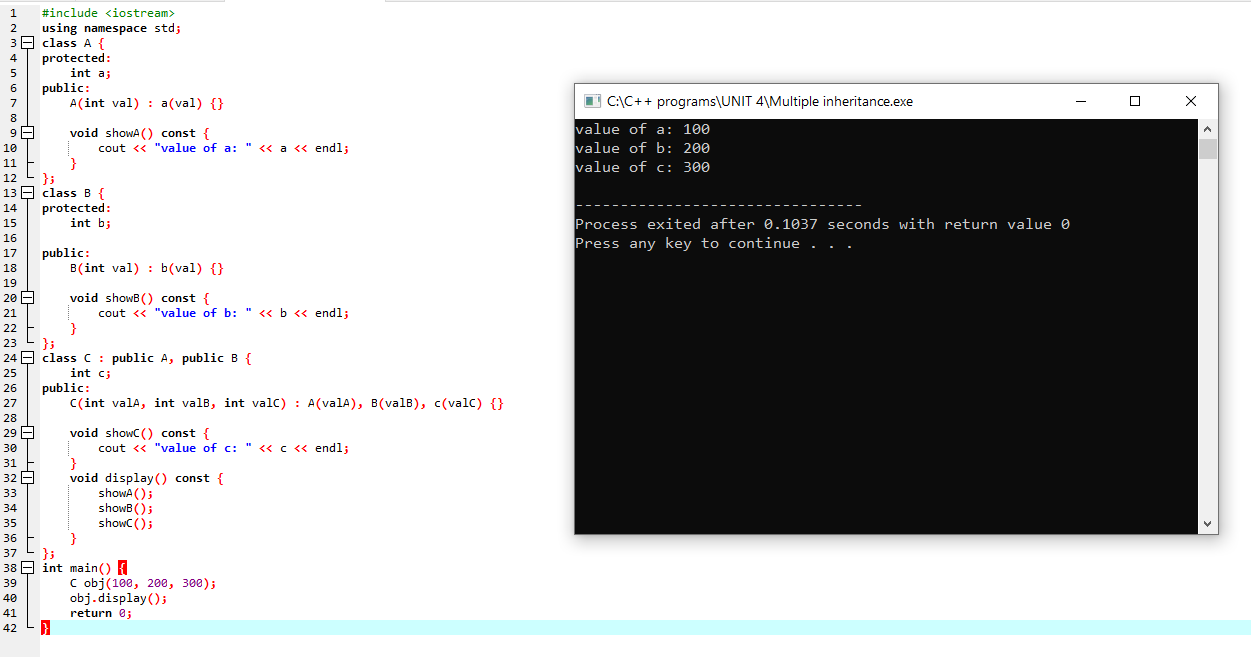 1 #include <iostream>
2 using namespace std;
3 class A {
4 protected:
5     int a;
6 public:
7     A(int val) : a(val) {}
8
9     void showA() const {
10         cout << "value of a: " << a << endl;
11     }
12 };
13 class B {
14 protected:
15     int b;
16
17 public:
18     B(int val) : b(val) {}
19
20     void showB() const {
21         cout << "value of b: " << b << endl;
22     }
23 };
24 class C : public A, public B {
25     int c;
26 public:
27     C(int valA, int valB, int valC) : A(valA), B(valB), c(valC) {}
28
29     void showC() const {
30         cout << "value of c: " << c << endl;
31     }
32     void display() const {
33         showA();
34         showB();
35         showC();
36     }
37 };
38 int main() {
39     C obj(100, 200, 300);
40     obj.display();
41     return 0;
42 }
C:\C++ programs\UNIT 4\Multiple inheritance.exe
value of a: 100
value of b: 200
value of c: 300
--------------------------------
Process exited after 0.1037 seconds with return value 0
Press any key to continue . . .